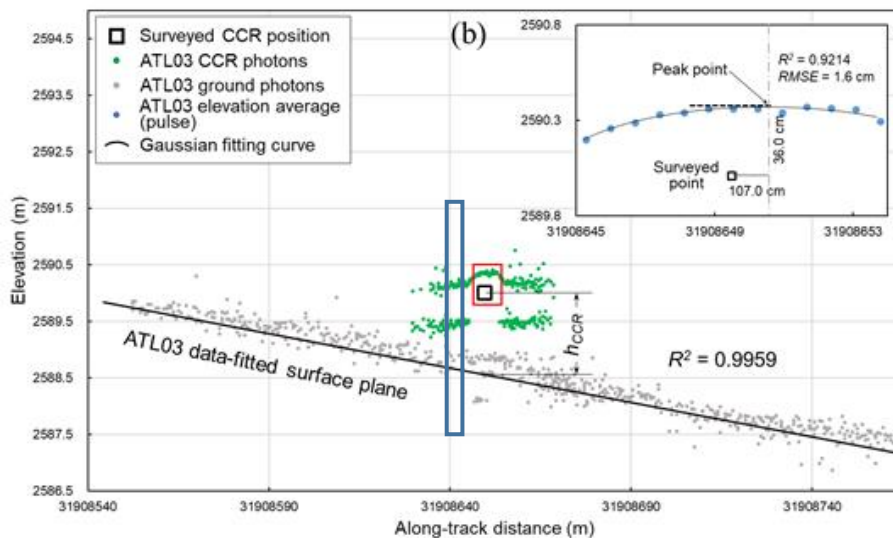 (b)
Surveyed CCR position
ATL03 CCR photons
ATL03 ground photons
ATL03 elevation average
(pulse)
Gaussian fitting curve
2594.5
2593.5
2592.5
2591.5
2590.5
2589.5
2588.5
2587.5
2586.5
Elevation (m)
2590.8
2590.3
2589.8
Peak point
R² = 0.9214
RMSE = 1.6 cm
36.0 cm
Surveyed
point
107.0 cm
31908645
31908649
31908653
hCCR
R² = 0.9959
ATL03 data-fitted surface plane
31908540
31908590
31908640
31908690
31908740
Along-track distance (m)